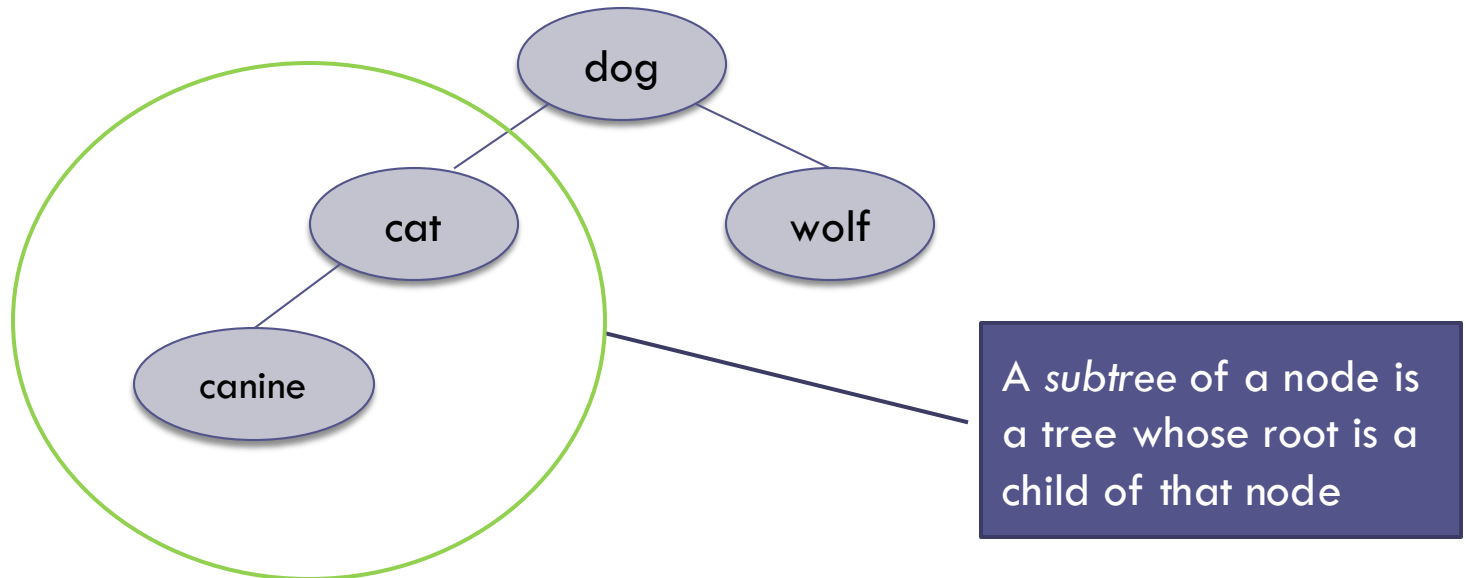 dog
cat
wolf
canine
A subtree of a node is
a tree whose root is a
child of that node